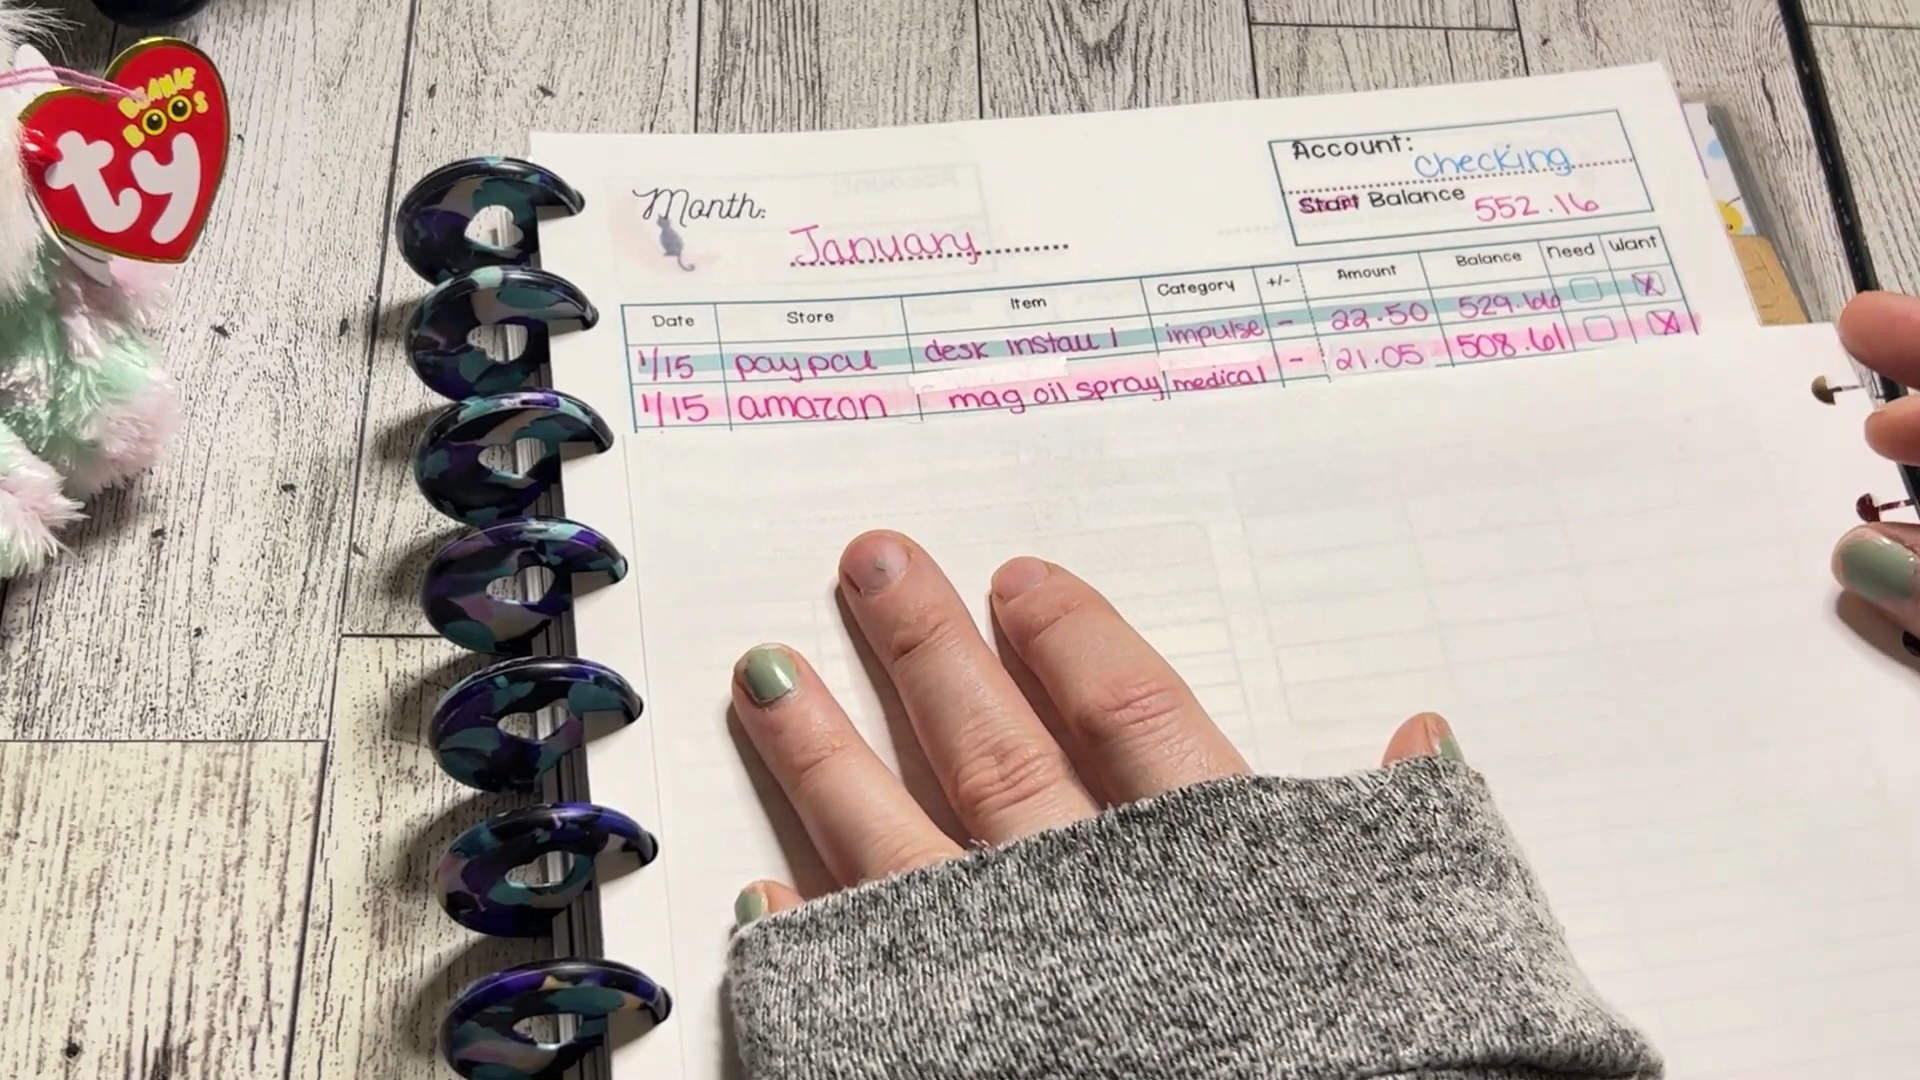 BEANIE
BOOS
ty
Month:
January
Account:
checking
Start Balance 552.16
Date Store Item Category +/- Amount Balance Need Want
1/15 paypal desk install 1 impulse - 22.50 529.66 X
1/15 amazon mag oil spray medical - 21.05 508.61 X